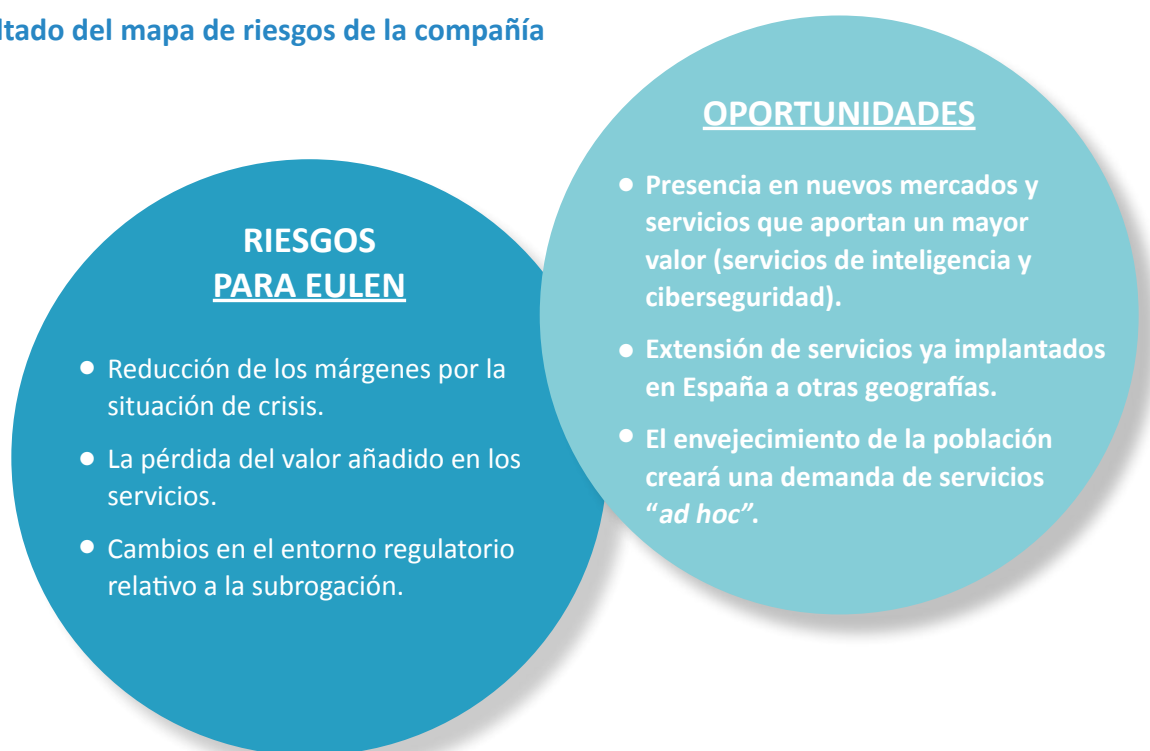 ltado del mapa de riesgos de la compañía
RIESGOS
PARA EULEN
• Reducción de los márgenes por la
situación de crisis.
• La pérdida del valor añadido en los
servicios.
• Cambios en el entorno regulatorio
relativo a la subrogación.
OPORTUNIDADES
• Presencia en nuevos mercados y
servicios que aportan un mayor
valor (servicios de inteligencia y
ciberseguridad).
• Extensión de servicios ya implantados
en España a otras geografías.
• El envejecimiento de la población
creará una demanda de servicios
“ad hoc”.